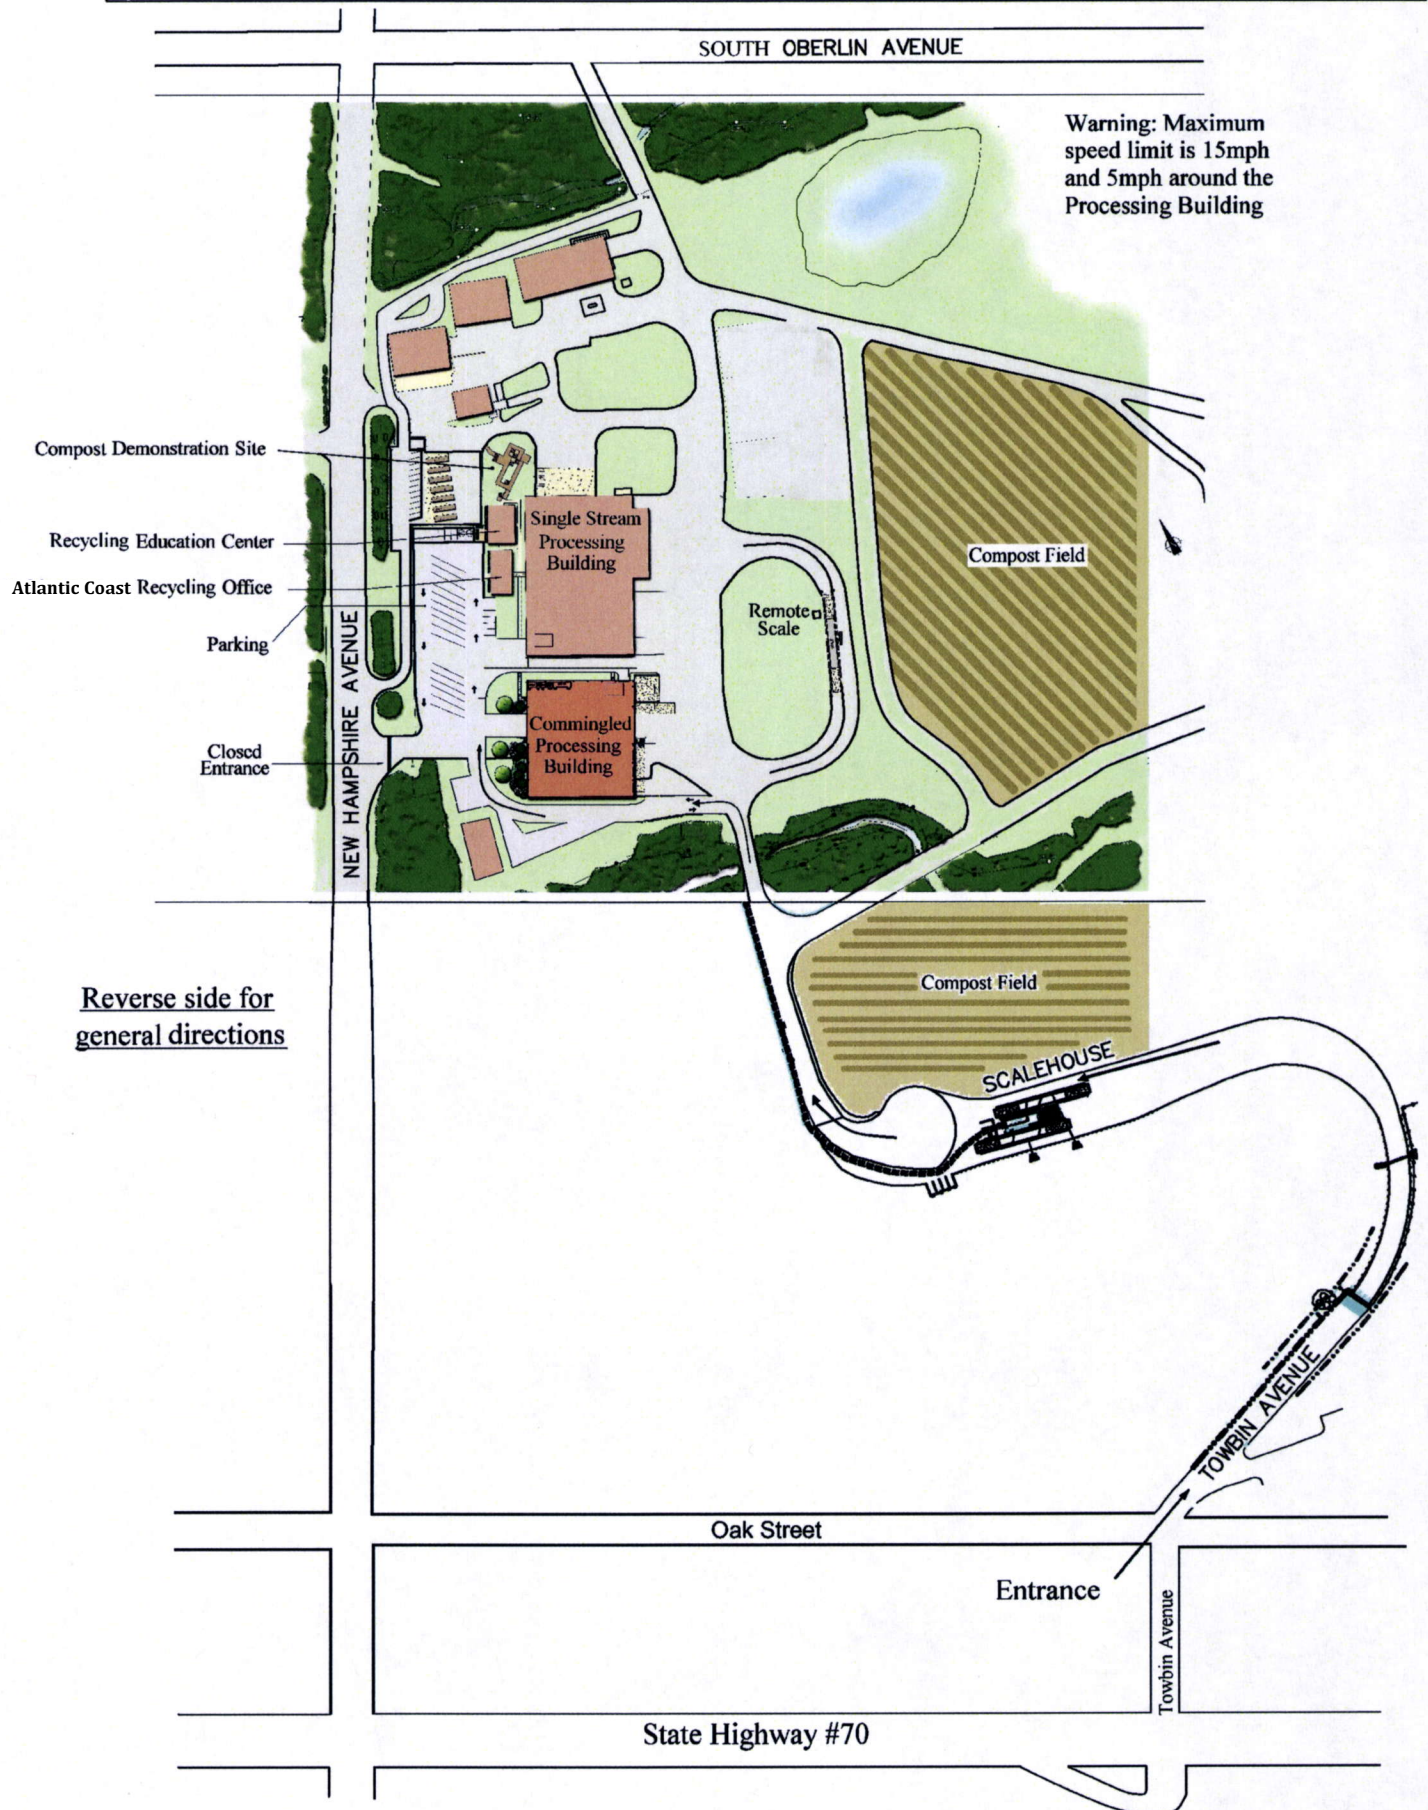 SOUTH OBERLIN AVENUE
Warning: Maximum
speed limit is 15mph
and 5mph around the
Processing Building
Compost Demonstration Site
Recycling Education Center
Atlantic Coast Recycling Office
Parking
NEW HAMPSHIRE AVENUE
Closed
Entrance
Single Stream
Processing
Building
Commingled
Processing
Building
Remote
Scale
Compost Field
Compost Field
Reverse side for
general directions
SCALEHOUSE
TOWBIN AVENUE
Oak Street
Entrance
Towbin Avenue
State Highway #70